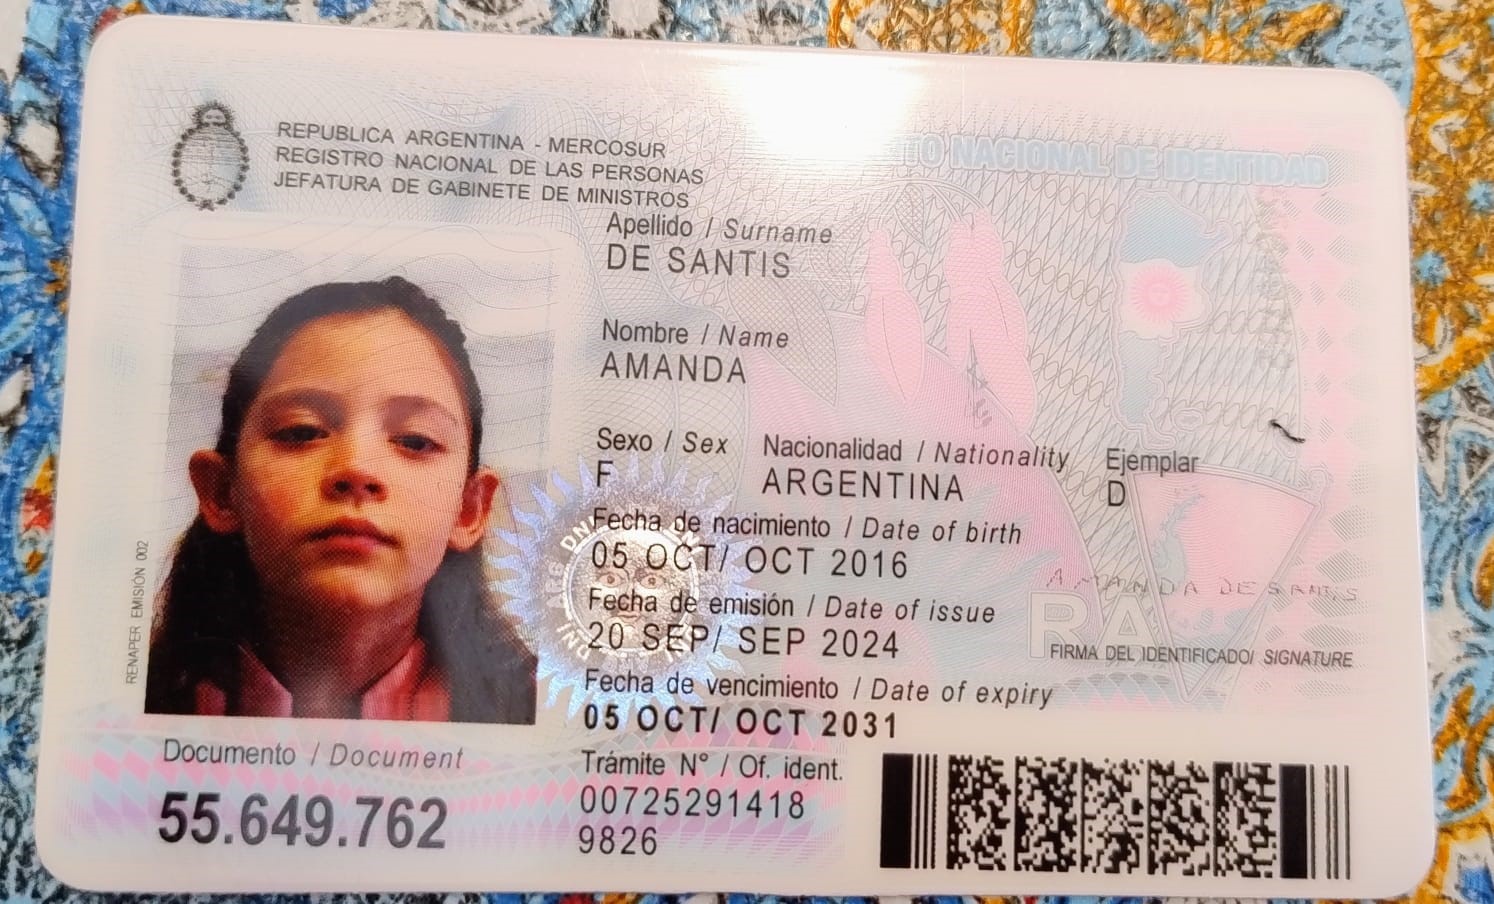 REPUBLICA ARGENTINA - MERCOSUR
REGISTRO NACIONAL DE LAS PERSONAS
JEFATURA DE GABINETE DE MINISTROS
NACIONAL DE IDENTIDAD
Apellido / Surname
DE SANTIS
Nombre / Name
AMANDA
Sexo / Sex Nacionalidad / Nationality Ejemplar
F ARGENTINA D
Fecha de nacimiento / Date of birth
05 OCT/ OCT 2016
Fecha de emisión / Date of issue
20 SEP/ SEP 2024
Fecha de vencimiento / Date of expiry
05 OCT/ OCT 2031
AMANDA DE SANTIS
RA
FIRMA DEL IDENTIFICADO/ SIGNATURE
RENAPER EMISIÓN 002
Documento / Document
55.649.762
Trámite N° / Of. ident.
00725291418
9826